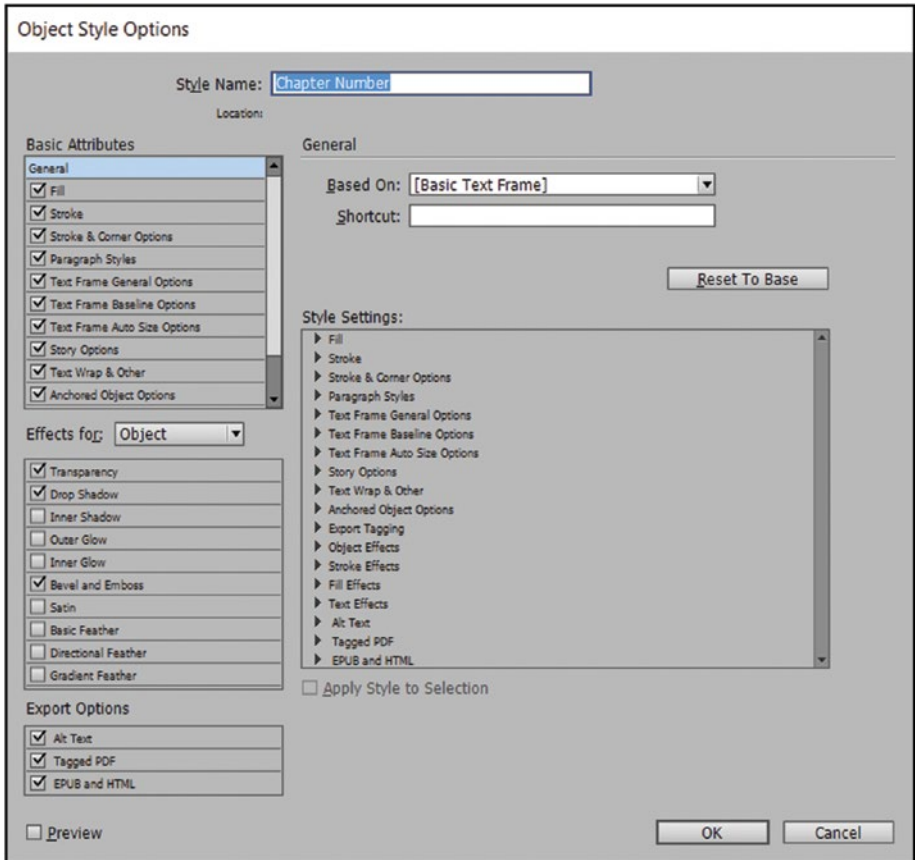 Object Style Options
Style Name: Chapter Number
Location:
Basic Attributes
General
Fill
Stroke
Stroke & Corner Options
Paragraph Styles
Text Frame General Options
Text Frame Baseline Options
Text Frame Auto Size Options
Story Options
Text Wrap & Other
Anchored Object Options
Effects for: Object
Transparency
Drop Shadow
Inner Shadow
Outer Glow
Inner Glow
Bevel and Emboss
Satin
Basic Feather
Directional Feather
Gradient Feather
Export Options
Alt Text
Tagged PDF
EPUB and HTML
Preview
General
Based On: [Basic Text Frame]
Shortcut:
Reset To Base
Style Settings:
Fill
Stroke
Stroke & Corner Options
Paragraph Styles
Text Frame General Options
Text Frame Baseline Options
Text Frame Auto Size Options
Story Options
Text Wrap & Other
Anchored Object Options
Export Tagging
Object Effects
Stroke Effects
Fill Effects
Text Effects
Alt Text
Tagged PDF
EPUB and HTML
Apply Style to Selection
OK Cancel